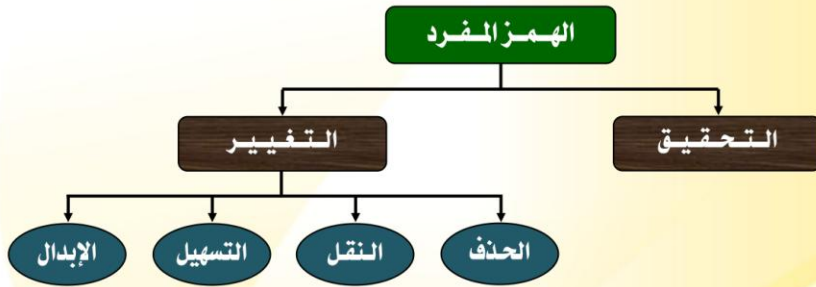 الهمز المفرد
التحقيق
التغيير
الحذف
النقل
التسهيل
الإبدال